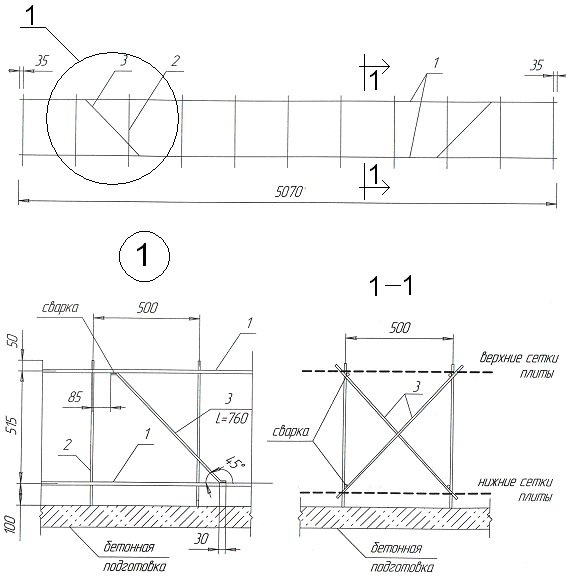 1
35
3
2
1
1
35
1
5070
1
1–1
сварка
500
1
50
85
3
L=760
515
2
1
45°
100
30
бетонная
подготовка
500
верхние сетки
плиты
3
сварка
нижние сетки
плиты
бетонная
подготовка